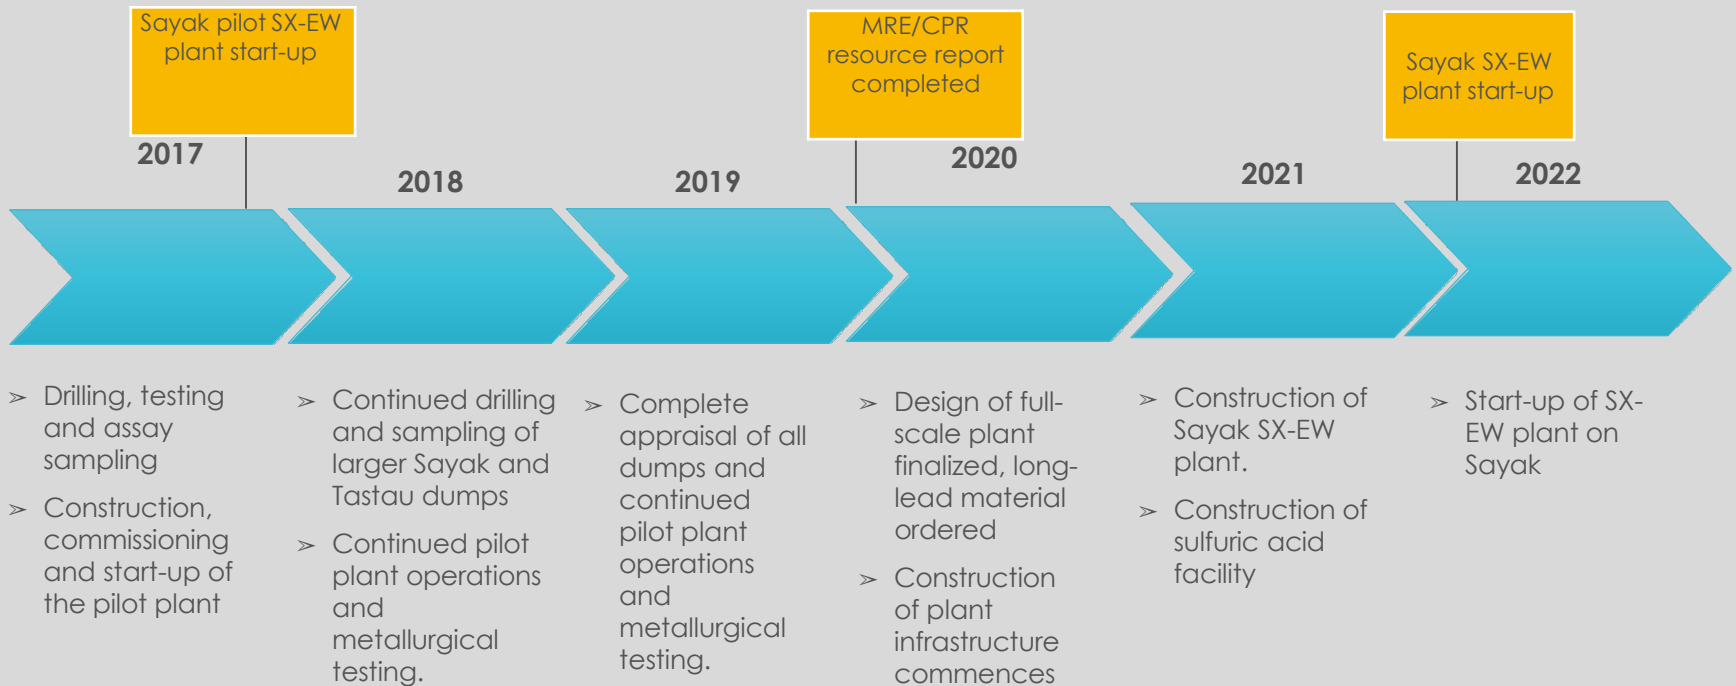 Sayak pilot SX-EW
plant start-up
MRE/CPR
resource report
completed
Sayak SX-EW
plant start-up
2017
2018
2019
2020
2021
2022
➢ Drilling, testing
and assay
sampling
➢ Construction,
commissioning
and start-up of
the pilot plant
➢ Continued drilling
and sampling of
larger Sayak and
Tastau dumps
➢ Continued pilot
plant operations
and
metallurgical
testing.
➢ Complete
appraisal of all
dumps and
continued
pilot plant
operations
and
metallurgical
testing.
➢ Design of full-
scale plant
finalized, long-
lead material
ordered
➢ Construction
of plant
infrastructure
commences
➢ Construction of
Sayak SX-EW
plant.
➢ Construction of
sulfuric acid
facility
➢ Start-up of SX-
EW plant on
Sayak